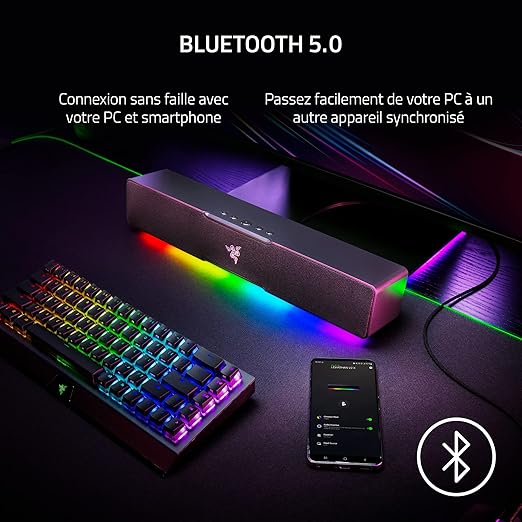 BLUETOOTH 5.0
Connexion sans faille avec
votre PC et smartphone
Passez facilement de votre PC à un
autre appareil synchronisé